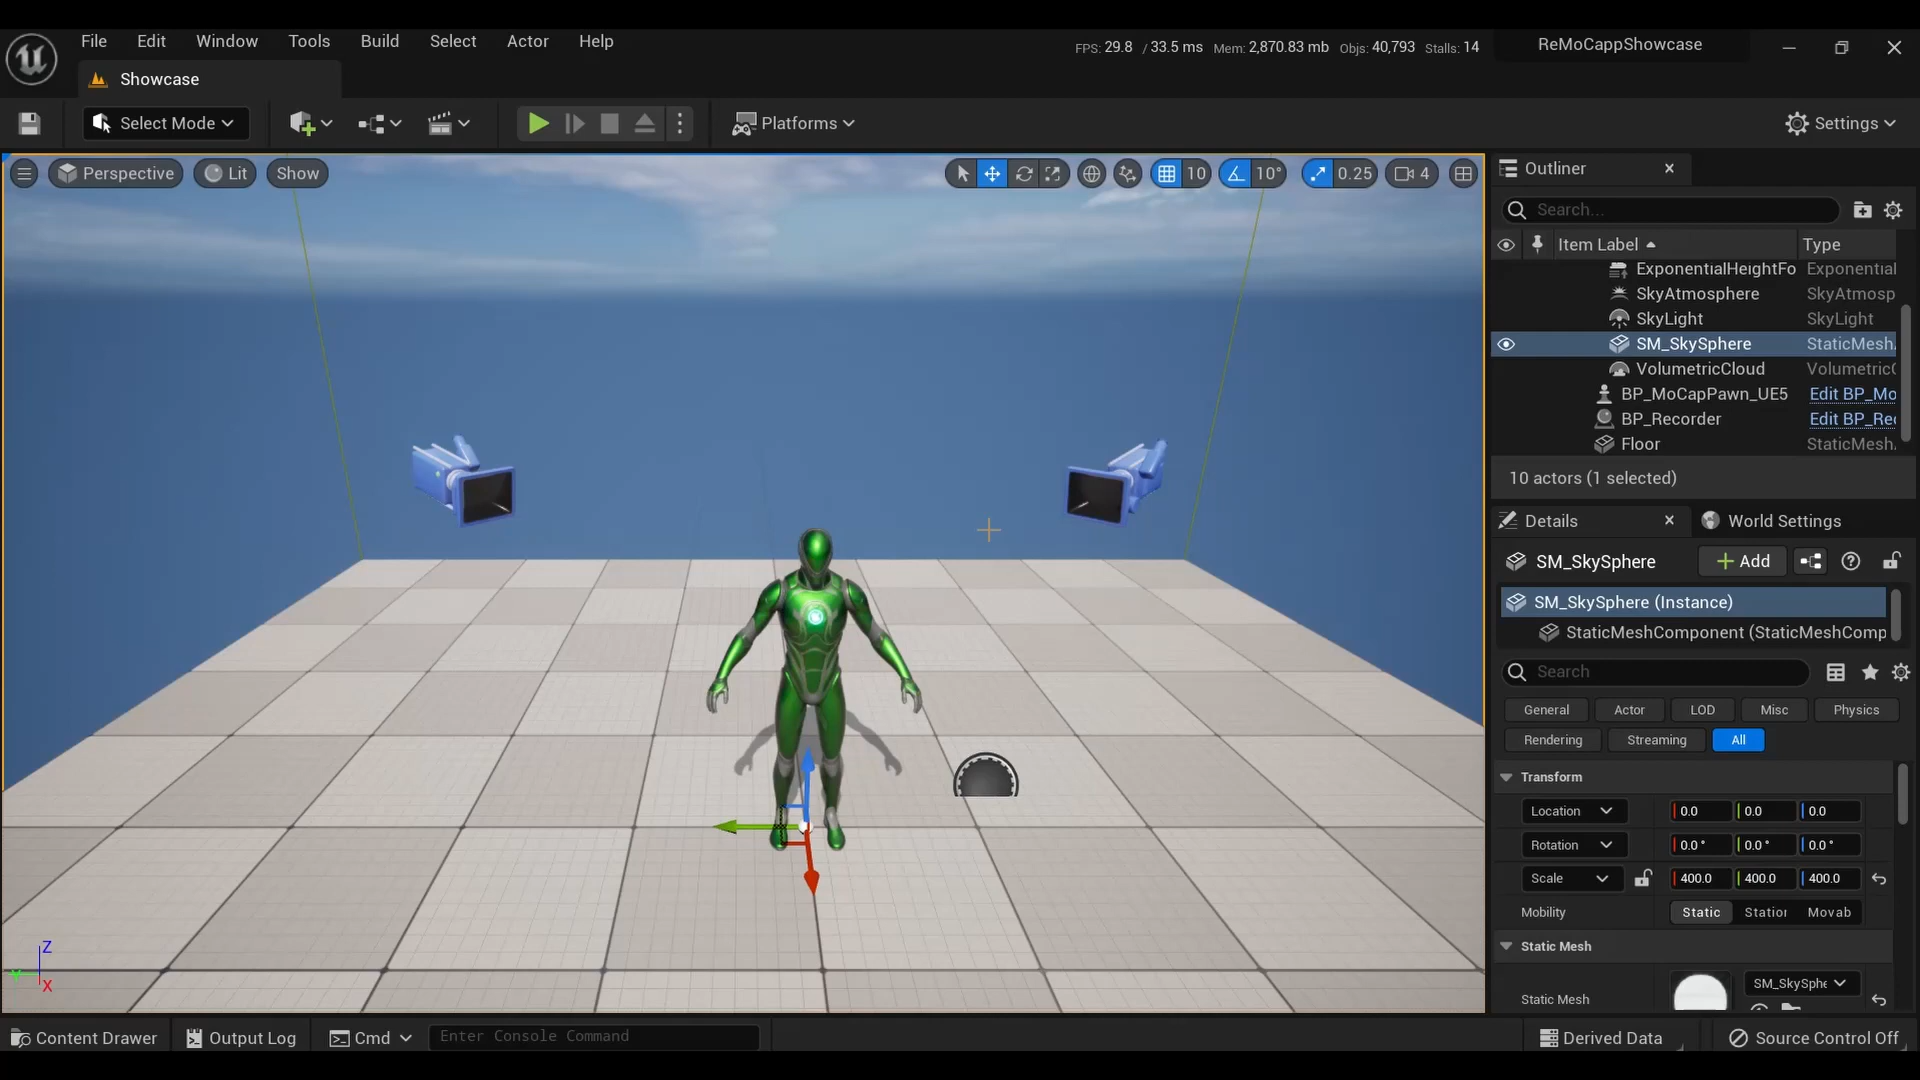 File Edit Window Tools Build Select Actor Help
FPS: 29.8 / 33.5 ms Mem: 2,870.83 mb Objs: 40,793 Stalls: 14
ReMoCappShowcase
Showcase
Select Mode
Platforms
Settings
Perspective Lit Show
10 10° 0.25 4
Outliner
Search...
Item Label Type
ExponentialHeightFo Exponential
SkyAtmosphere SkyAtmosp
SkyLight SkyLight
SM_SkySphere StaticMesh
VolumetricCloud Volumetric
BP_MoCapPawn_UE5 Edit BP_Mo
BP_Recorder Edit BP_Re
Floor StaticMesh
10 actors (1 selected)
Details World Settings
SM_SkySphere Add
SM_SkySphere (Instance)
StaticMeshComponent (StaticMeshComp
Search
General Actor LOD Misc Physics
Rendering Streaming All
Transform
Location 0.0 0.0 0.0
Rotation 0.0° 0.0° 0.0°
Scale 400.0 400.0 400.0
Mobility Static Station Movab
Static Mesh
SM_SkySphe
Static Mesh
Z
Y
X
Content Drawer Output Log Cmd Enter Console Command
Derived Data Source Control Off